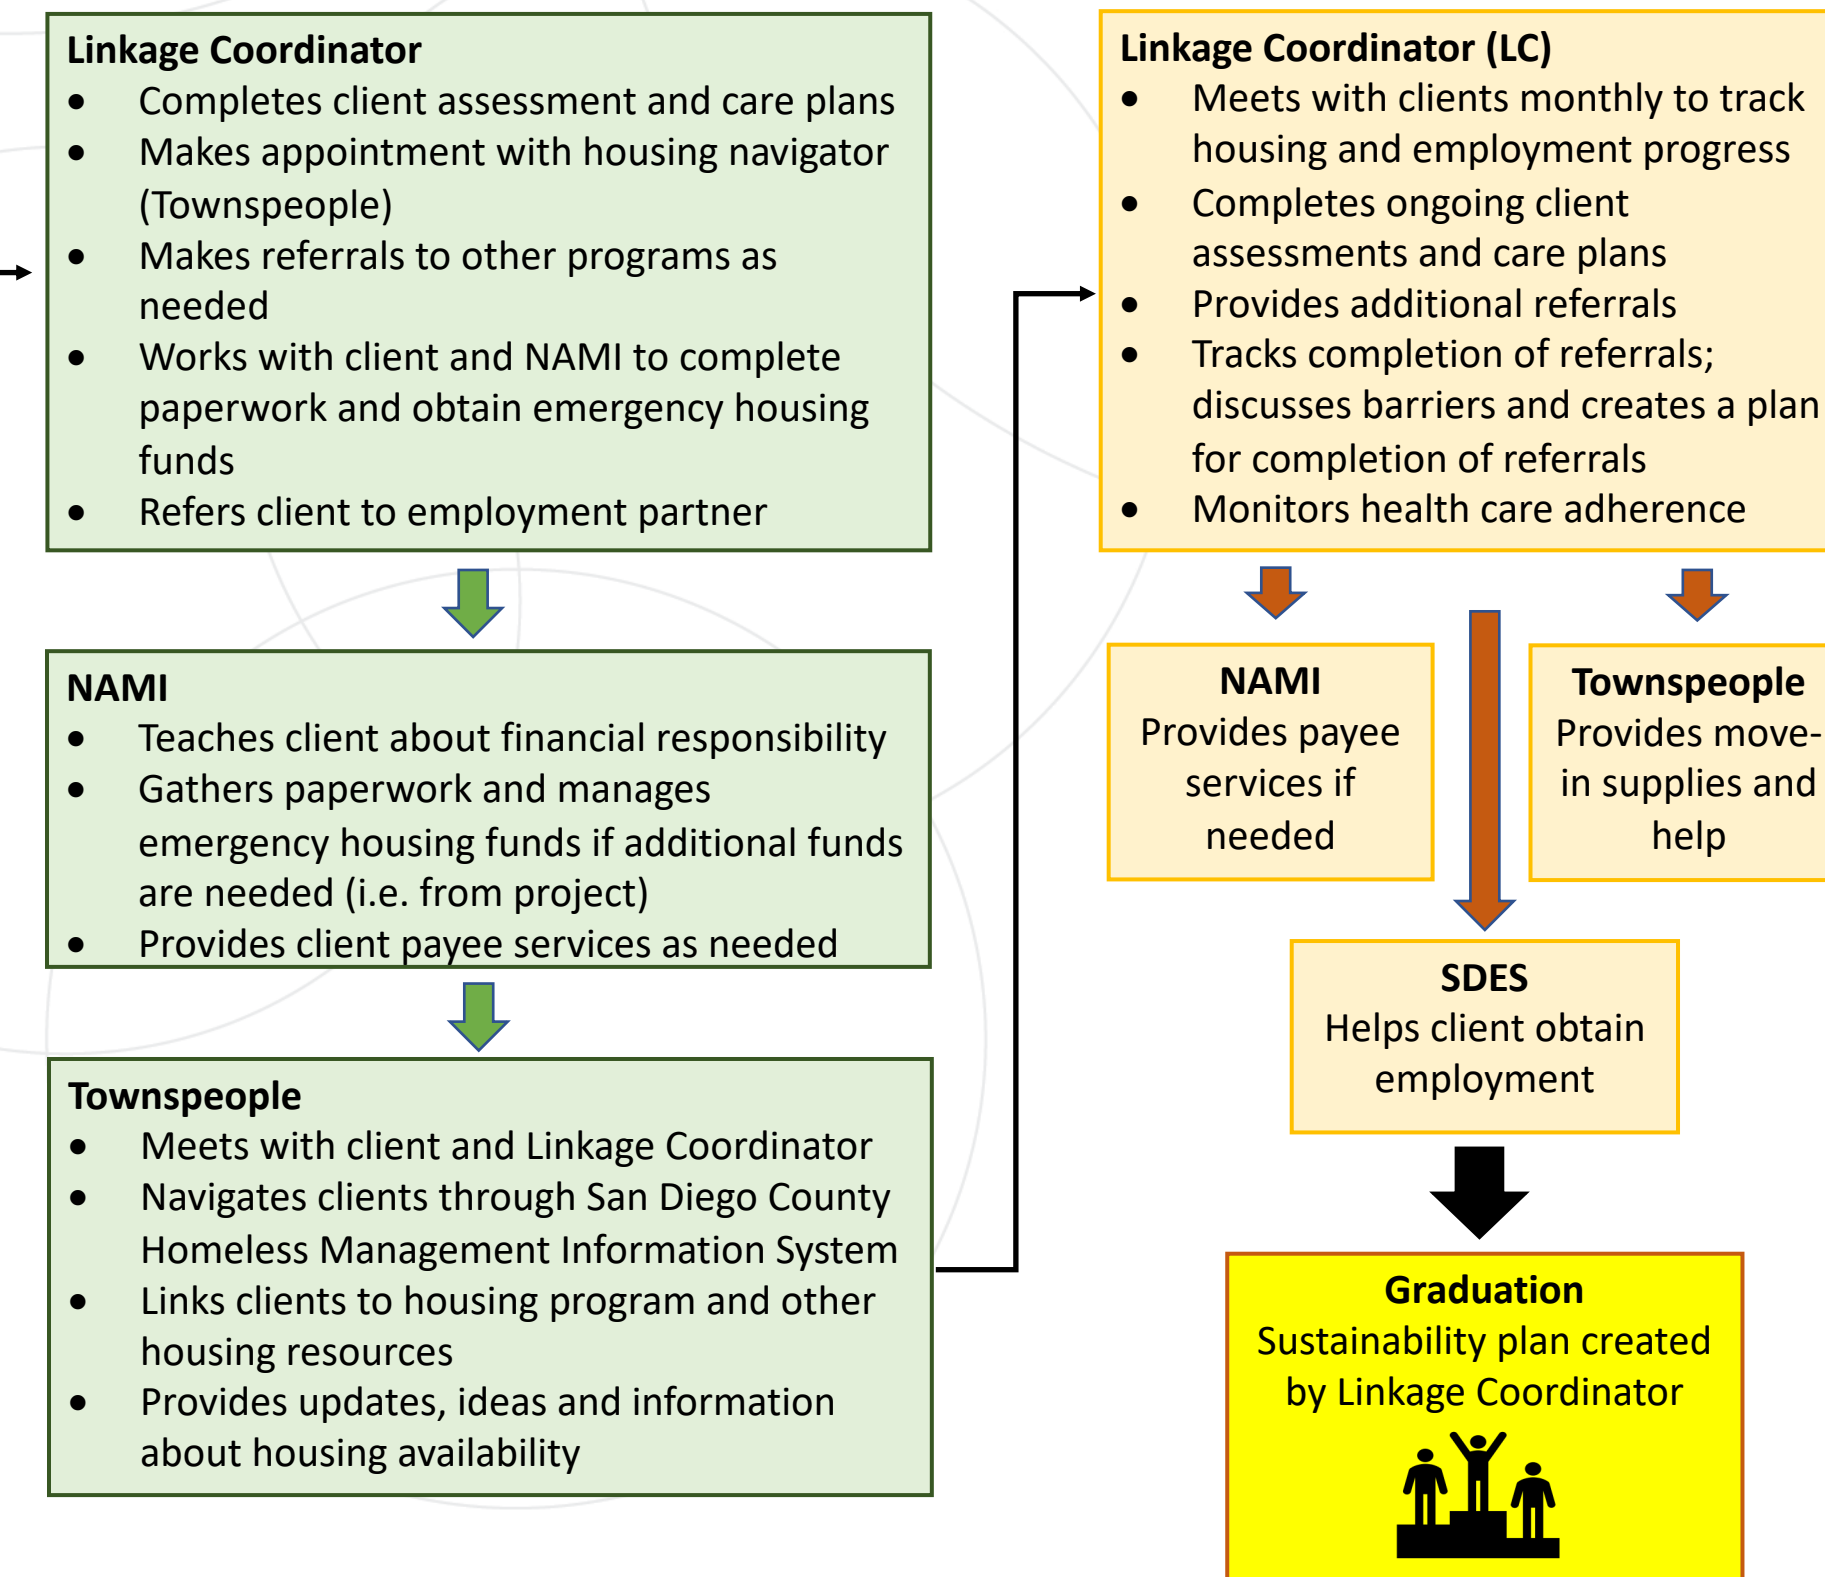 Linkage Coordinator
• Completes client assessment and care plans
• Makes appointment with housing navigator
(Townspeople)
• Makes referrals to other programs as
needed
• Works with client and NAMI to complete
paperwork and obtain emergency housing
funds
• Refers client to employment partner
NAMI
• Teaches client about financial responsibility
• Gathers paperwork and manages
emergency housing funds if additional funds
are needed (i.e. from project)
• Provides client payee services as needed
Townspeople
• Meets with client and Linkage Coordinator
• Navigates clients through San Diego County
Homeless Management Information System
• Links clients to housing program and other
housing resources
• Provides updates, ideas and information
about housing availability
Linkage Coordinator (LC)
• Meets with clients monthly to track
housing and employment progress
• Completes ongoing client
assessments and care plans
• Provides additional referrals
• Tracks completion of referrals;
discusses barriers and creates a plan
for completion of referrals
• Monitors health care adherence
NAMI
Provides payee
services if
needed
Townspeople
Provides move-
in supplies and
help
SDES
Helps client obtain
employment
Graduation
Sustainability plan created
by Linkage Coordinator